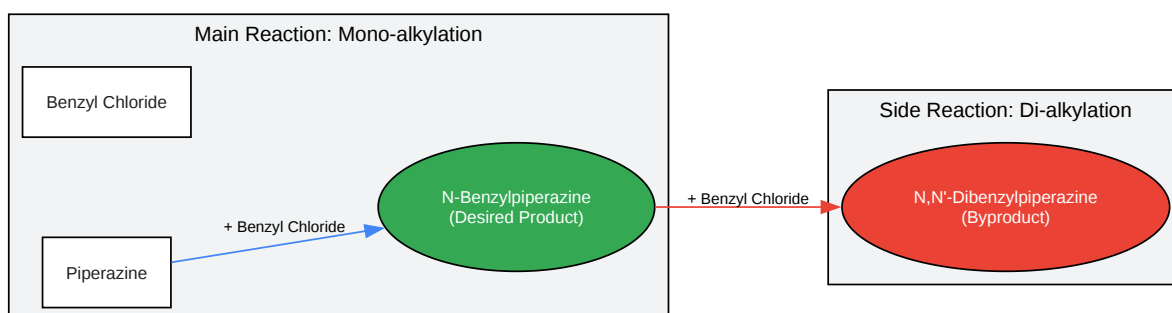 Main Reaction: Mono-alkylation
Benzyl Chloride
Piperazine
+ Benzyl Chloride
N-Benzylpiperazine
(Desired Product)
+ Benzyl Chloride
Side Reaction: Di-alkylation
N,N'-Dibenzylpiperazine
(Byproduct)